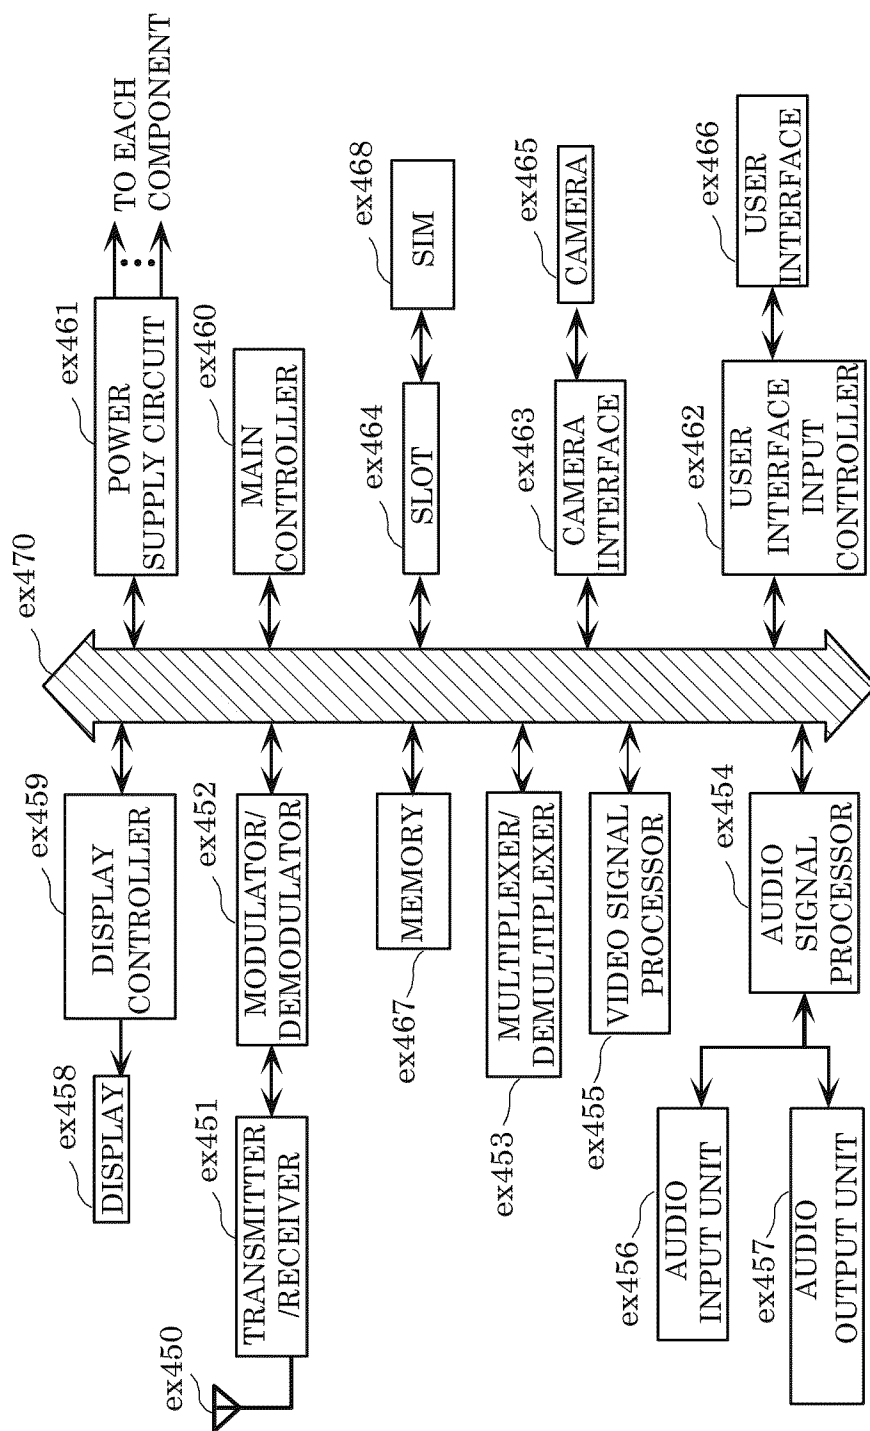 ex470
ex459
DISPLAY
CONTROLLER
ex458
DISPLAY
ex461
POWER
SUPPLY CIRCUIT
TO EACH
COMPONENT
ex450
ex451
TRANSMITTER
/RECEIVER
ex452
MODULATOR/
DEMODULATOR
ex460
MAIN
CONTROLLER
ex467
MEMORY
ex464
SLOT
ex468
SIM
ex453
MULTIPLEXER/
DEMULTIPLEXER
ex455
VIDEO SIGNAL
PROCESSOR
ex463
CAMERA
INTERFACE
ex465
CAMERA
ex456
AUDIO
INPUT UNIT
ex457
AUDIO
OUTPUT UNIT
ex454
AUDIO
SIGNAL
PROCESSOR
ex462
USER
INTERFACE
INPUT
CONTROLLER
ex466
USER
INTERFACE